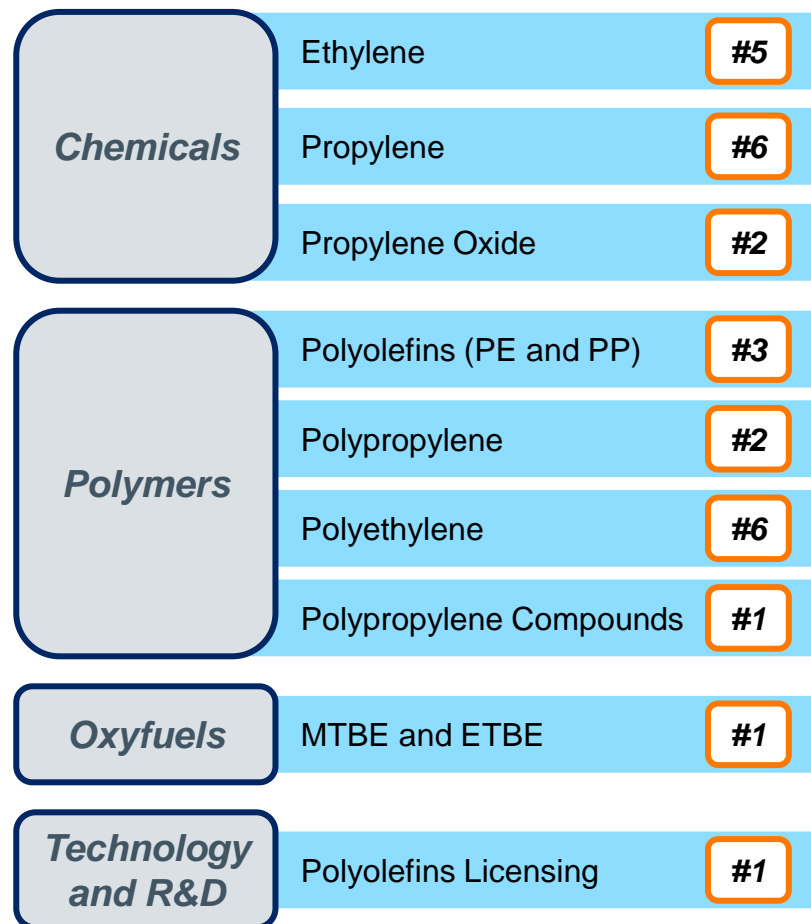 Chemicals
Ethylene #5
Propylene #6
Propylene Oxide #2
Polymers
Polyolefins (PE and PP) #3
Polypropylene #2
Polyethylene #6
Polypropylene Compounds #1
Oxyfuels
MTBE and ETBE #1
Technology
and R&D
Polyolefins Licensing #1